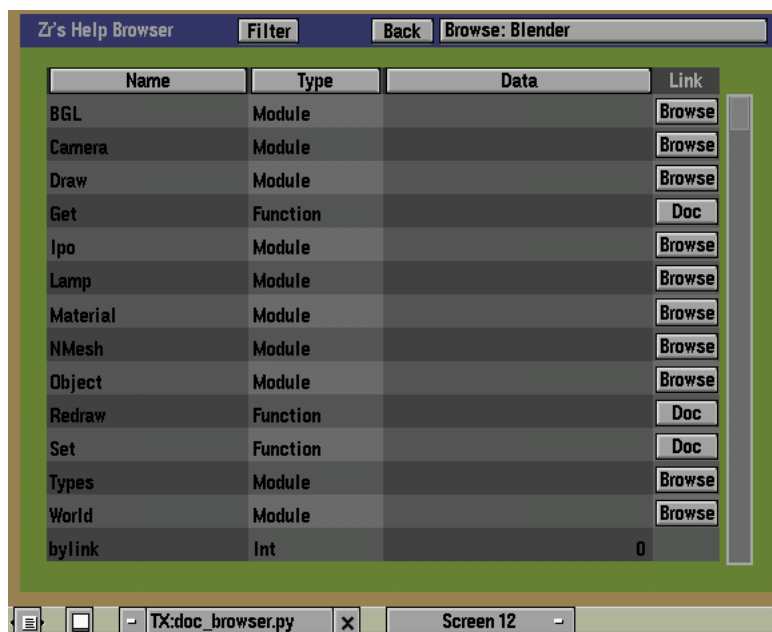 Zr's Help Browser Filter Back Browse: Blender
Name Type Data Link
BGL Module Browse
Camera Module Browse
Draw Module Browse
Get Function Doc
Ipo Module Browse
Lamp Module Browse
Material Module Browse
NMesh Module Browse
Object Module Browse
Redraw Function Doc
Set Function Doc
Types Module Browse
World Module Browse
bylink Int 0
- TX:doc_browser.py X Screen 12 -